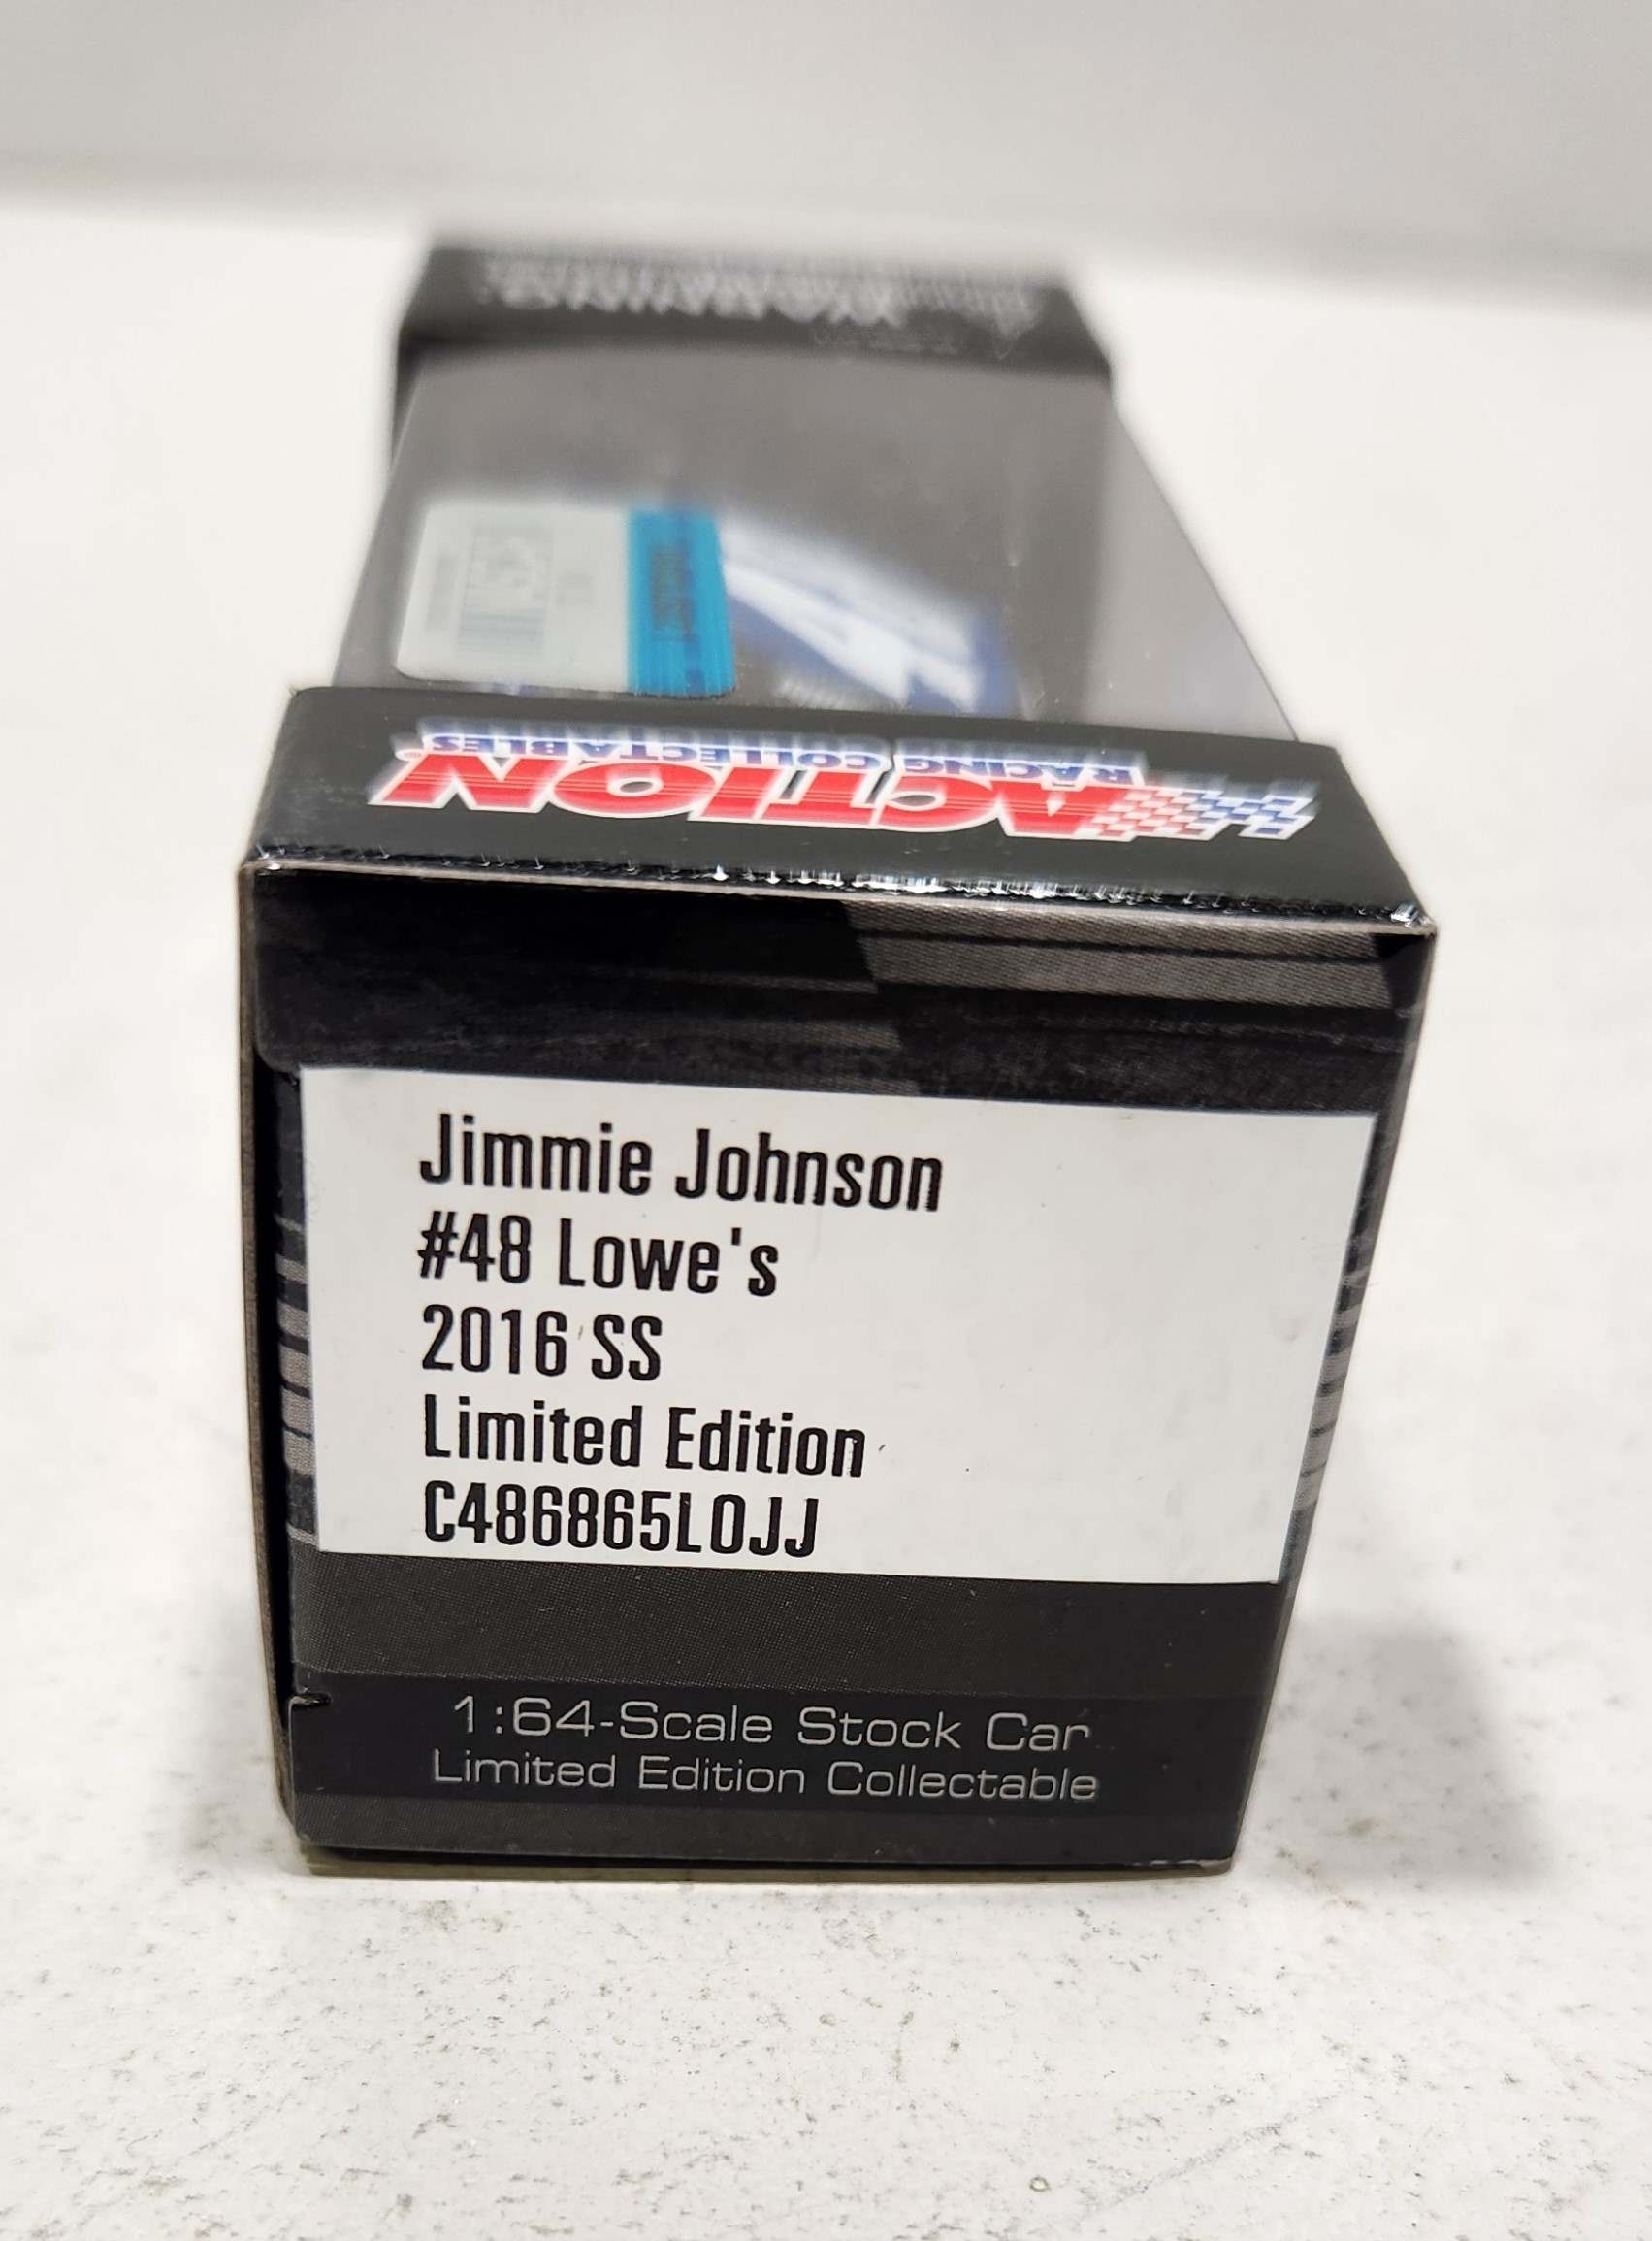 WARNING:
ACTION
RACING COLLECTABLES
Jimmie Johnson
#48 Lowe's
2016 SS
Limited Edition
C486865LOJJ
1:64-Scale Stock Car
Limited Edition Collectable